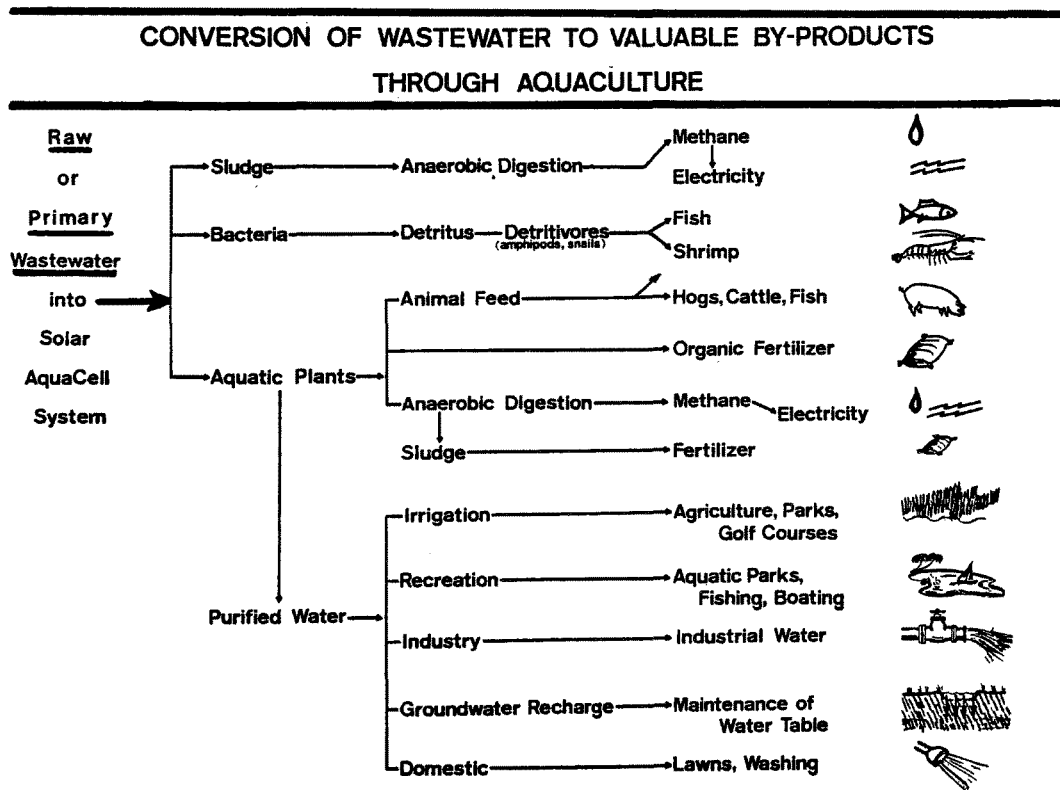 CONVERSION OF WASTEWATER TO VALUABLE BY-PRODUCTS
THROUGH AQUACULTURE
Raw
or
Primary
Wastewater
into
Solar
AquaCell
System
Sludge
Anaerobic Digestion
Methane
Electricity
Bacteria
Detritus
Detritivores
(amphipods, snails)
Fish
Shrimp
Aquatic Plants
Animal Feed
Hogs, Cattle, Fish
Organic Fertilizer
Anaerobic Digestion
Methane
Electricity
Sludge
Fertilizer
Purified Water
Irrigation
Agriculture, Parks,
Golf Courses
Recreation
Aquatic Parks,
Fishing, Boating
Industry
Industrial Water
Groundwater Recharge
Maintenance of
Water Table
Domestic
Lawns, Washing